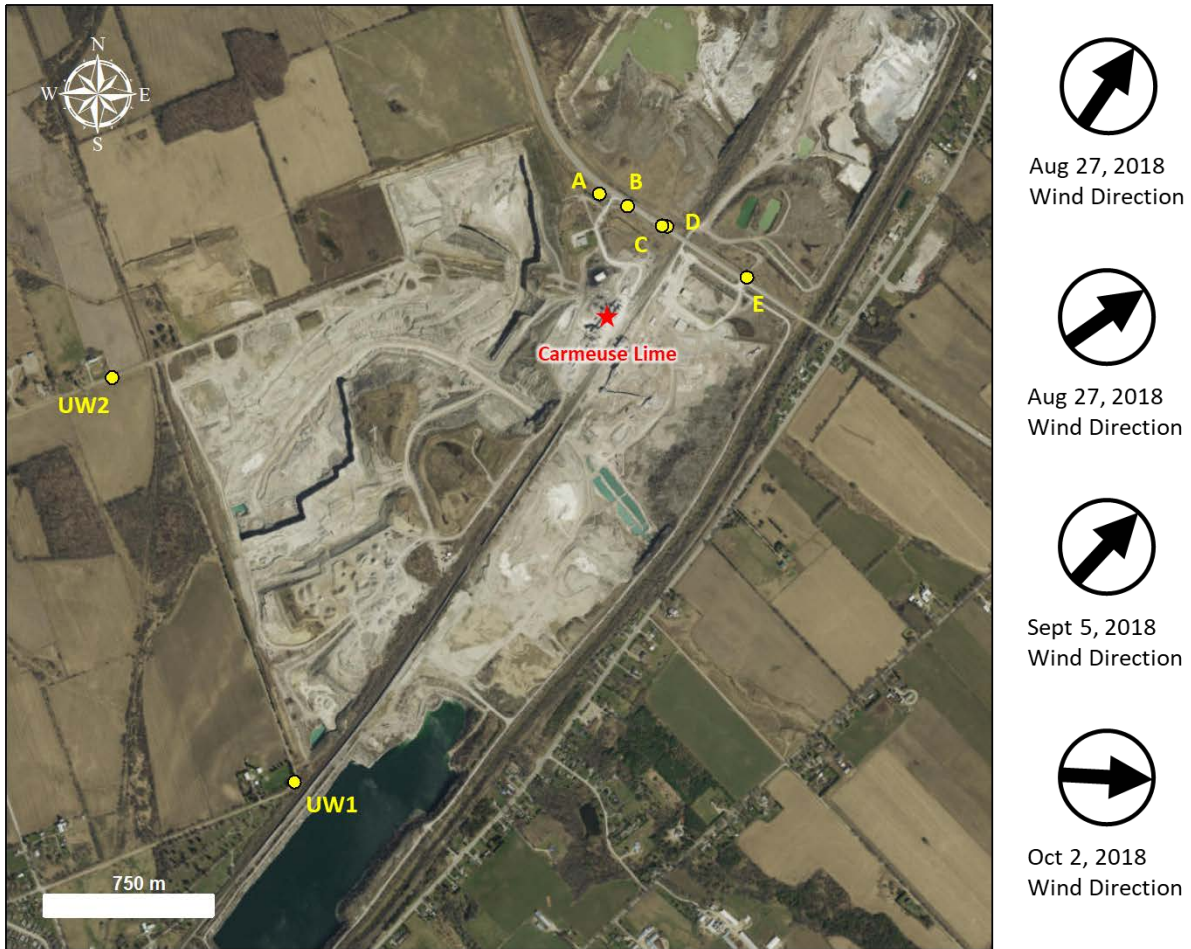 N
W E
S
A
B
C
D
E
Carmeuse Lime
UW2
UW1
750 m
Aug 27, 2018
Wind Direction
Aug 27, 2018
Wind Direction
Sept 5, 2018
Wind Direction
Oct 2, 2018
Wind Direction